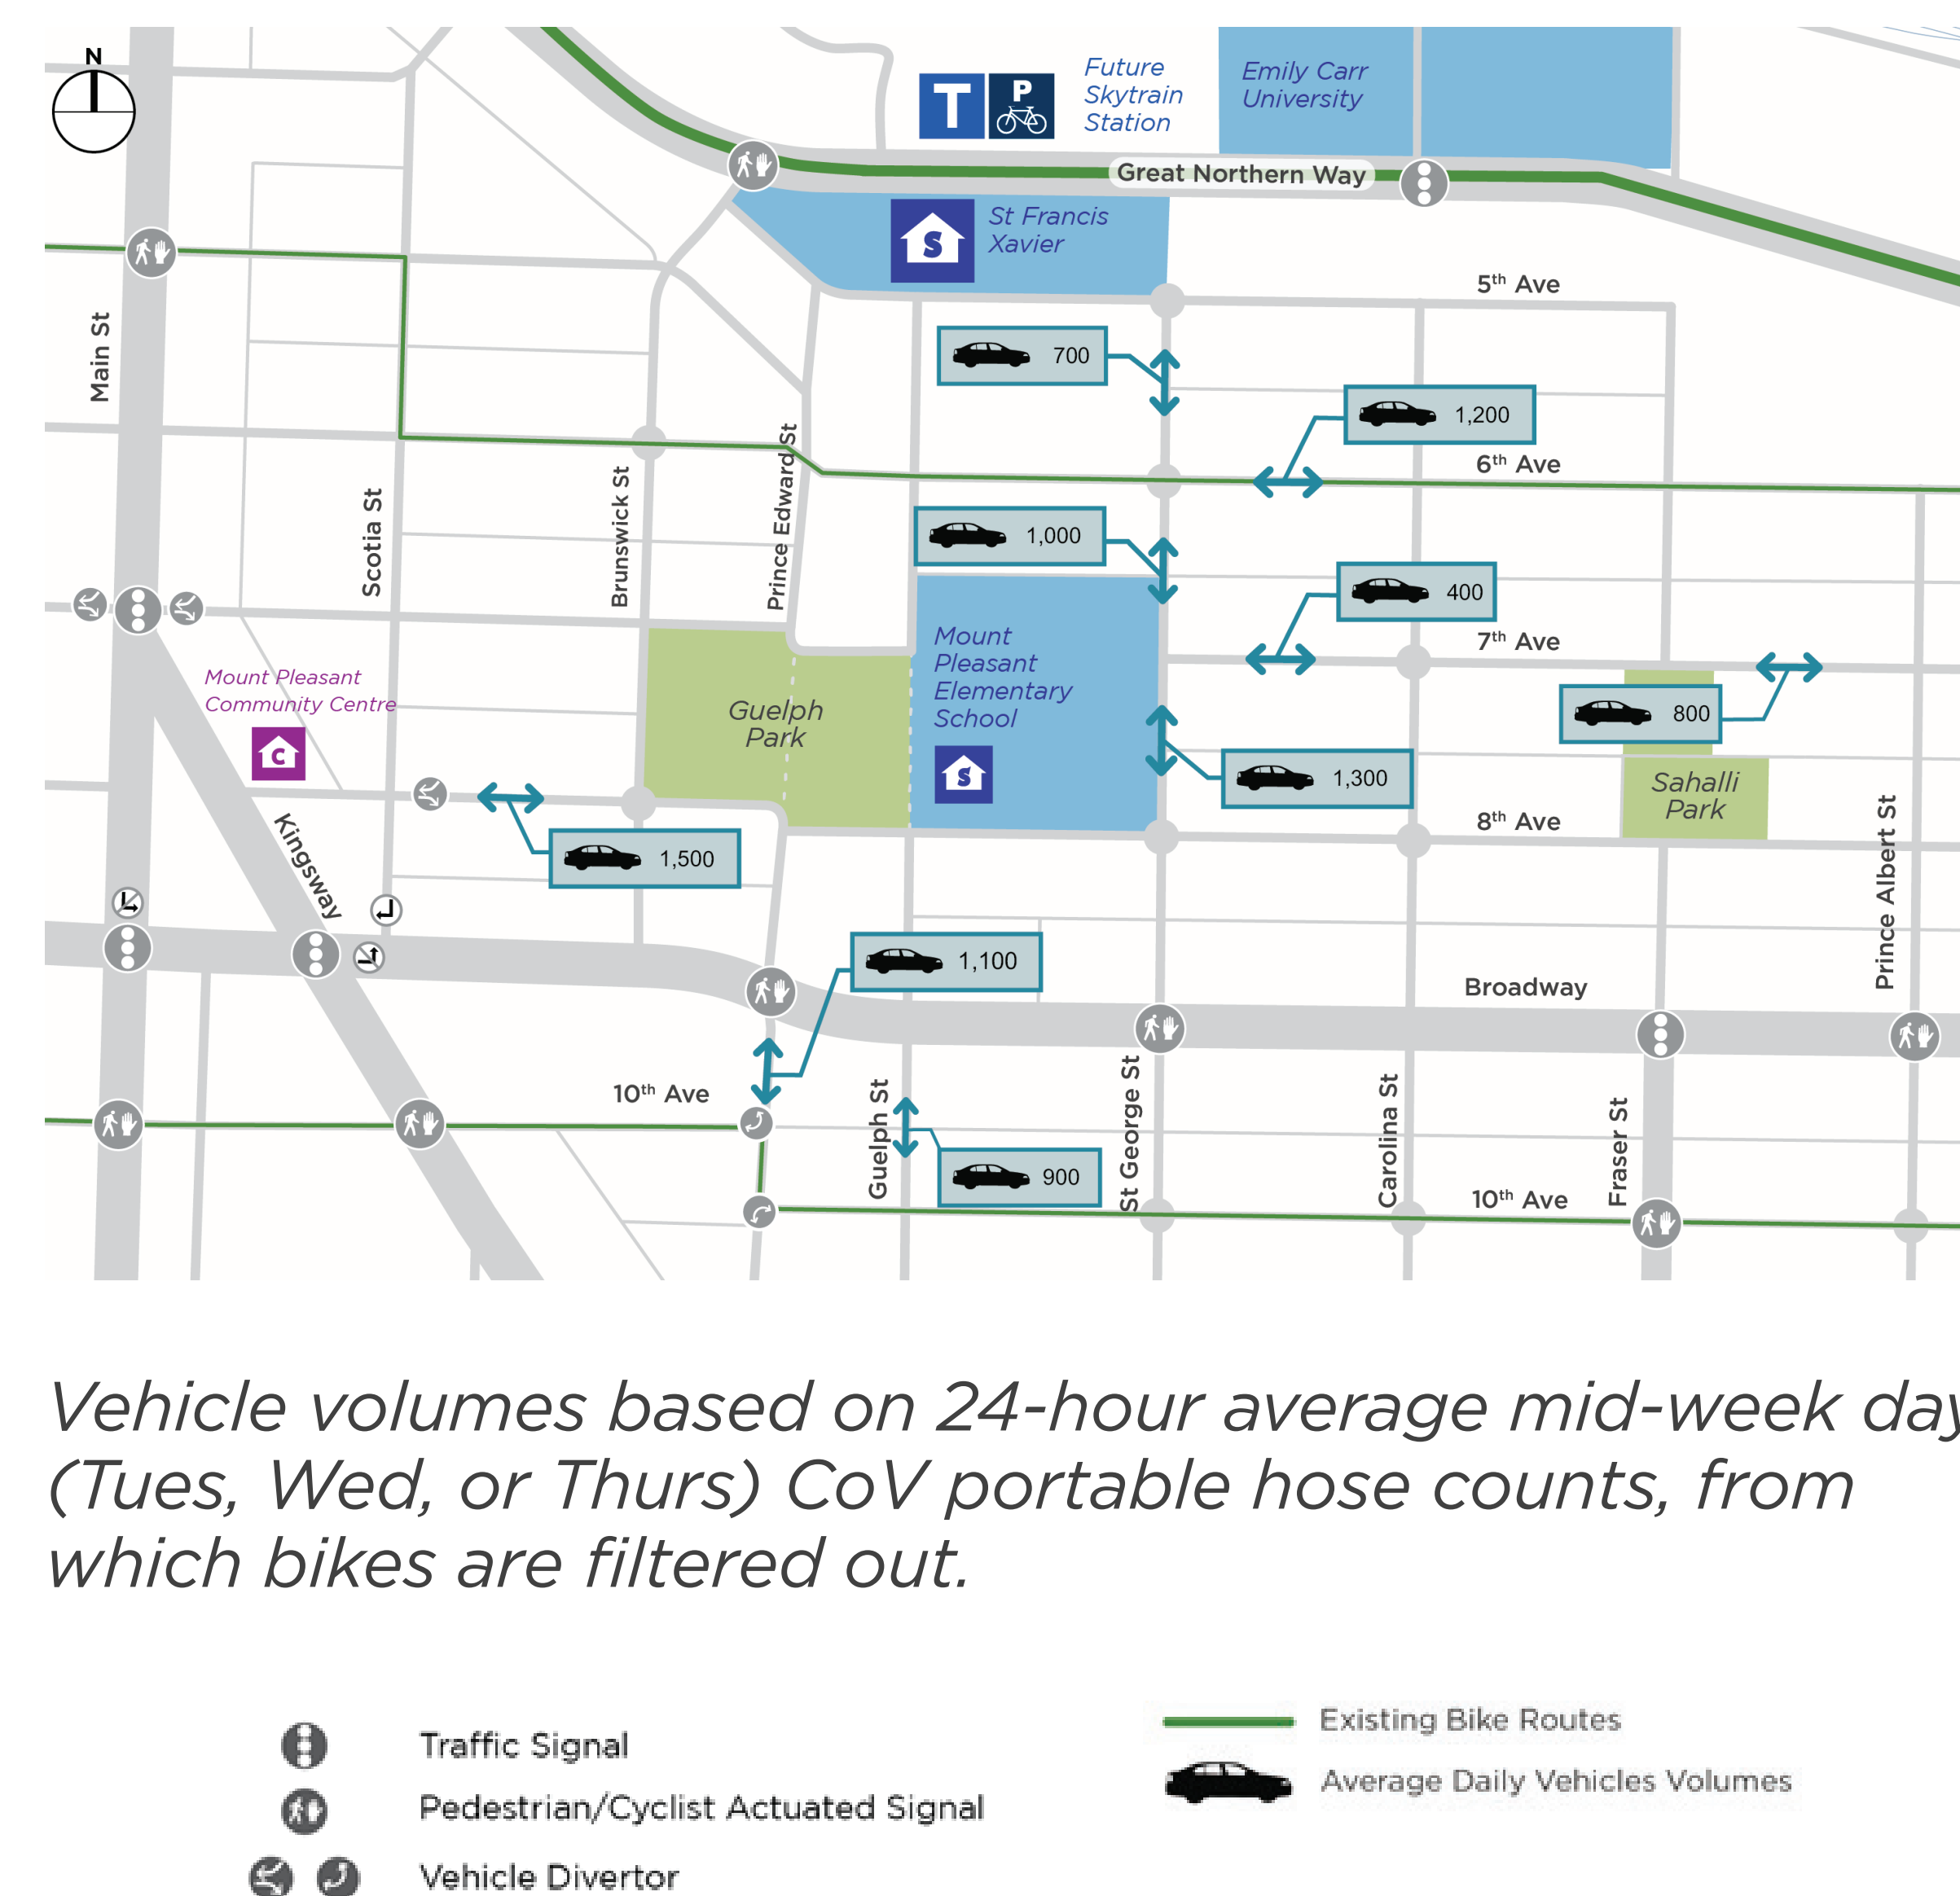 N
Future
Skytrain
Station
T
P
Emily Carr
University
Great Northern Way
St Francis
Xavier
S
5th Ave
Main St
700
1,200
6th Ave
Prince Edward St
Brunswick St
Scotia St
1,000
400
7th Ave
Mount
Pleasant
Elementary
School
S
Mount Pleasant
Community Centre
C
Guelph
Park
800
1,300
Sahalli
Park
8th Ave
Kingsway
1,500
Prince Albert St
1,100
Broadway
10th Ave
Guelph St
St George St
Carolina St
Fraser St
900
10th Ave
Vehicle volumes based on 24-hour average mid-week day
(Tues, Wed, or Thurs) CoV portable hose counts, from
which bikes are filtered out.
Traffic Signal
Pedestrian/Cyclist Actuated Signal
Vehicle Divertor
Existing Bike Routes
Average Daily Vehicles Volumes